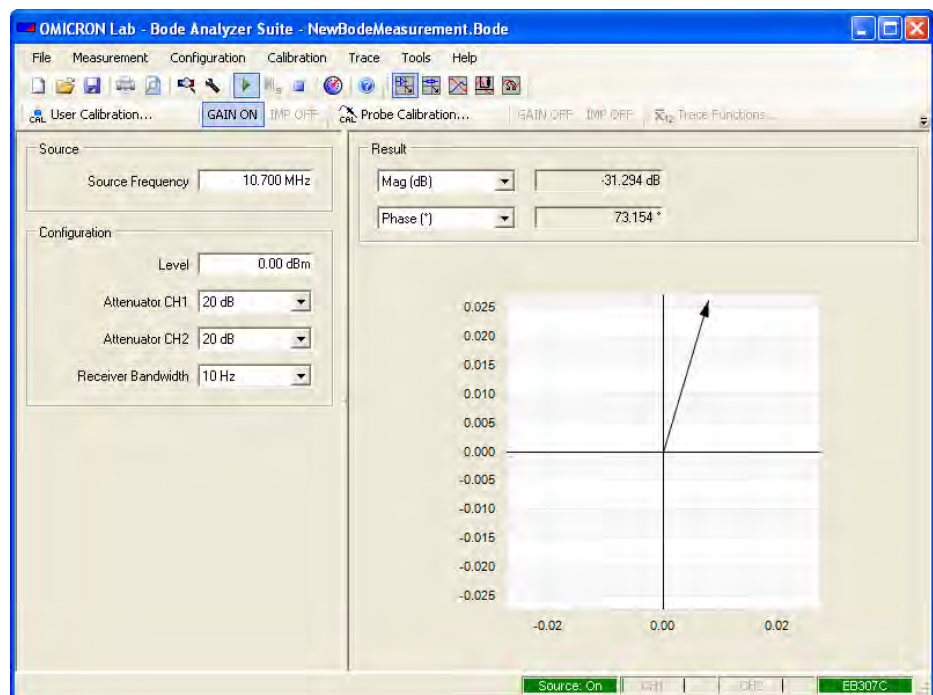 OMICRON Lab - Bode Analyzer Suite - NewBodeMeasurement.Bode
File Measurement Configuration Calibration Trace Tools Help
CAL User Calibration... GAIN ON IMP OFF CAL Probe Calibration... GAIN OFF IMP OFF Trace Functions...
Source
Source Frequency 10.700 MHz
Configuration
Level 0.00 dBm
Attenuator CH1 20 dB
Attenuator CH2 20 dB
Receiver Bandwidth 10 Hz
Result
Mag (dB) -31.294 dB
Phase (°) 73.154 °
0.025
0.020
0.015
0.010
0.005
0.000
-0.005
-0.010
-0.015
-0.020
-0.025
-0.02 0.00 0.02
Source: On CH1 CH2 EB307C